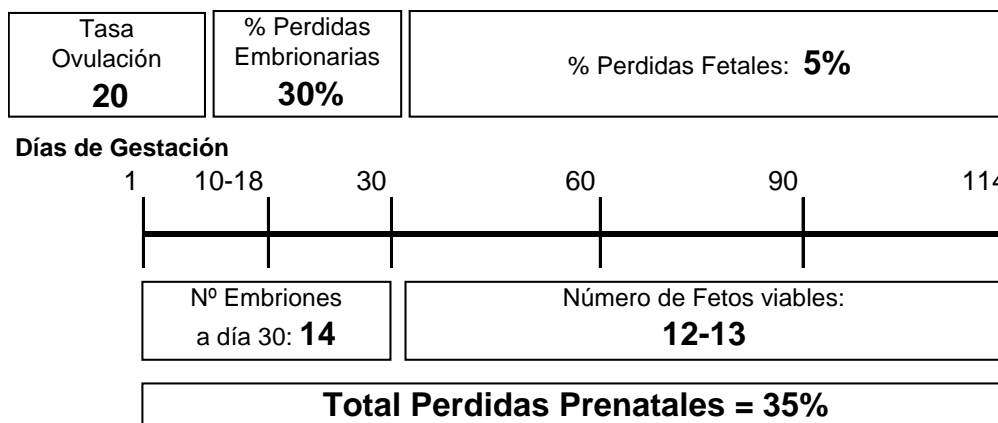 Tasa
Ovulación
20
% Perdidas
Embrionarias
30%
% Perdidas Fetales: 5%
Días de Gestación
1 10-18 30 60 90 114
Nº Embriones
a día 30: 14
Número de Fetos viables:
12-13
Total Perdidas Prenatales = 35%